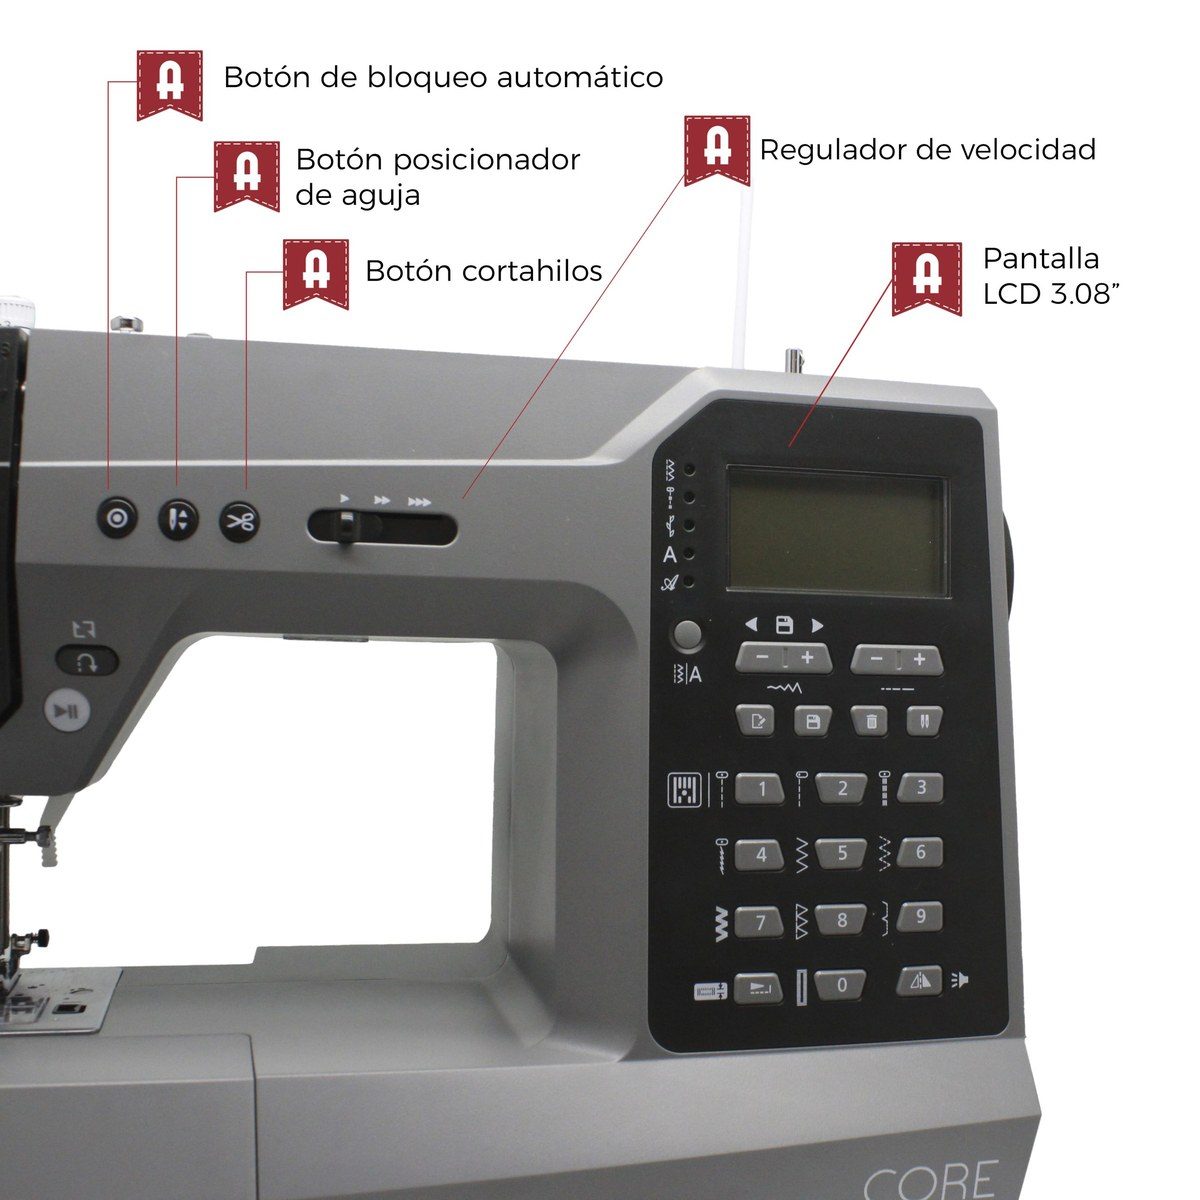 A Botón de bloqueo automático
A Botón posicionador
de aguja
A Botón cortahilos
A Regulador de velocidad
A Pantalla
LCD 3.08”
S
A
A
A
- + - +
1 2 3
4 5 6
7 8 9
0
CORE